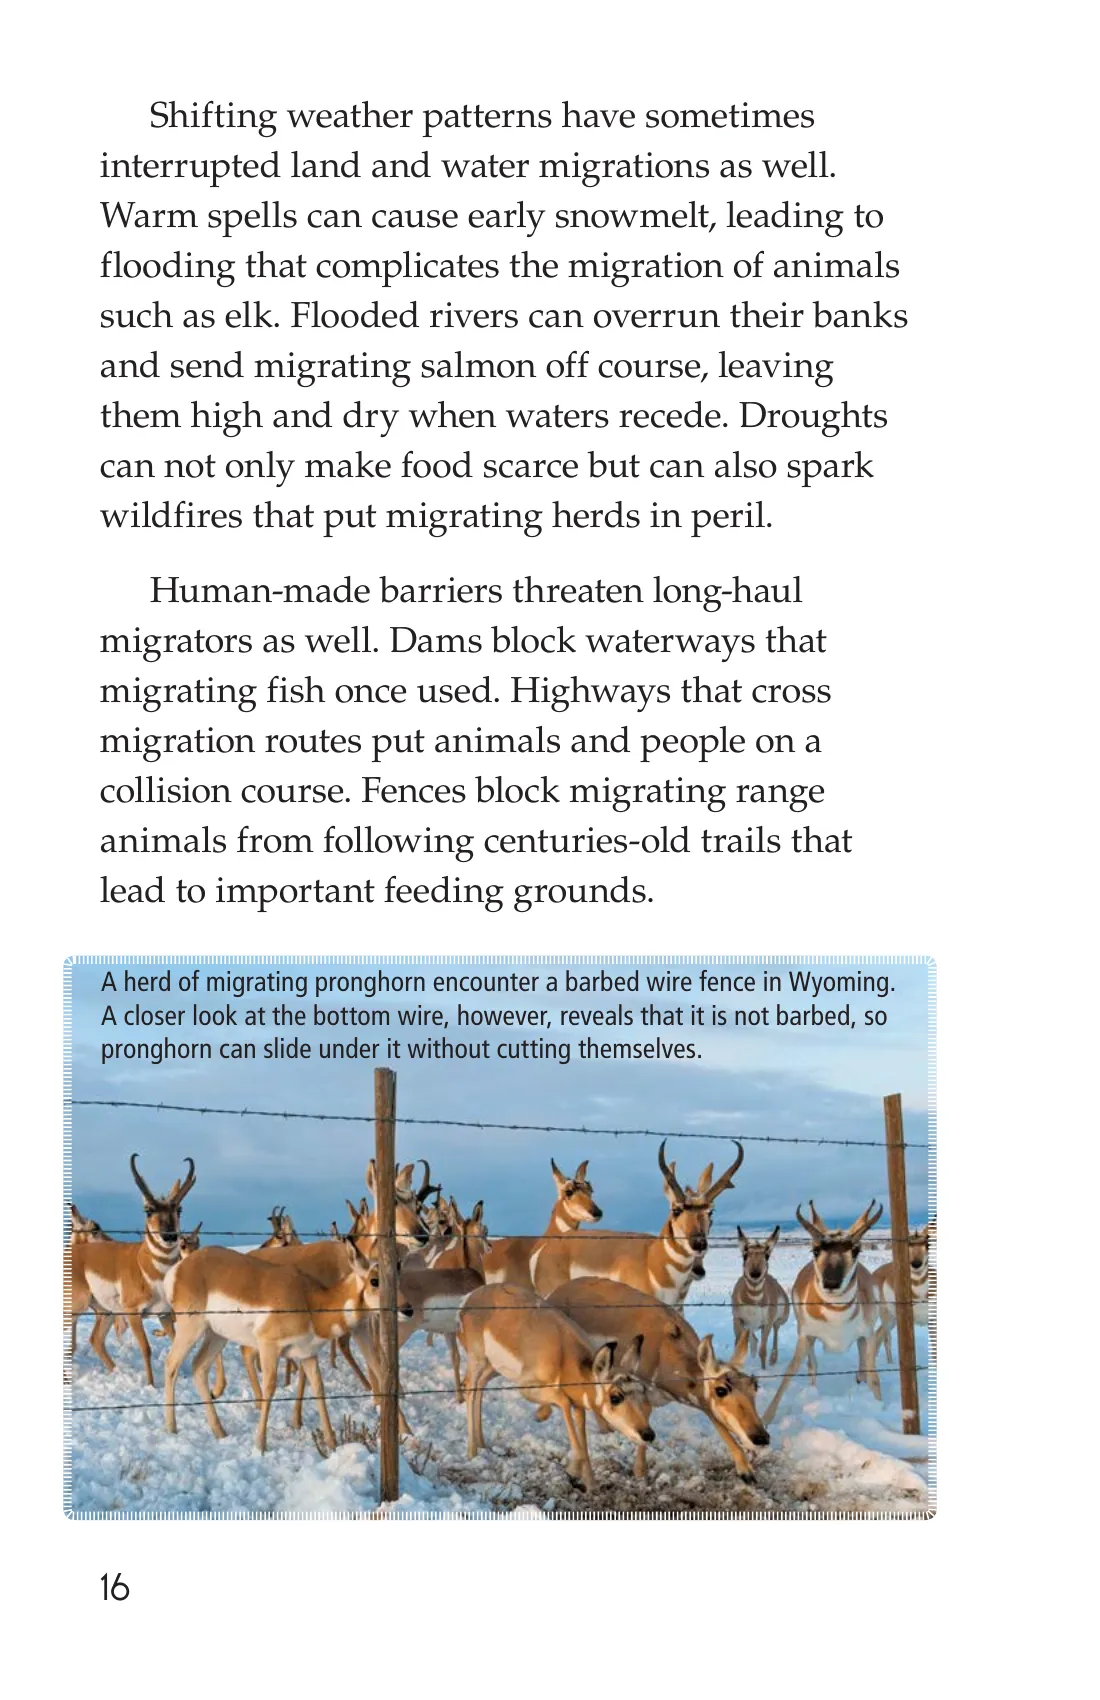 Shifting weather patterns have sometimes
interrupted land and water migrations as well.
Warm spells can cause early snowmelt, leading to
flooding that complicates the migration of animals
such as elk. Flooded rivers can overrun their banks
and send migrating salmon off course, leaving
them high and dry when waters recede. Droughts
can not only make food scarce but can also spark
wildfires that put migrating herds in peril.
Human-made barriers threaten long-haul
migrators as well. Dams block waterways that
migrating fish once used. Highways that cross
migration routes put animals and people on a
collision course. Fences block migrating range
animals from following centuries-old trails that
lead to important feeding grounds.
A herd of migrating pronghorn encounter a barbed wire fence in Wyoming.
A closer look at the bottom wire, however, reveals that it is not barbed, so
pronghorn can slide under it without cutting themselves.
16